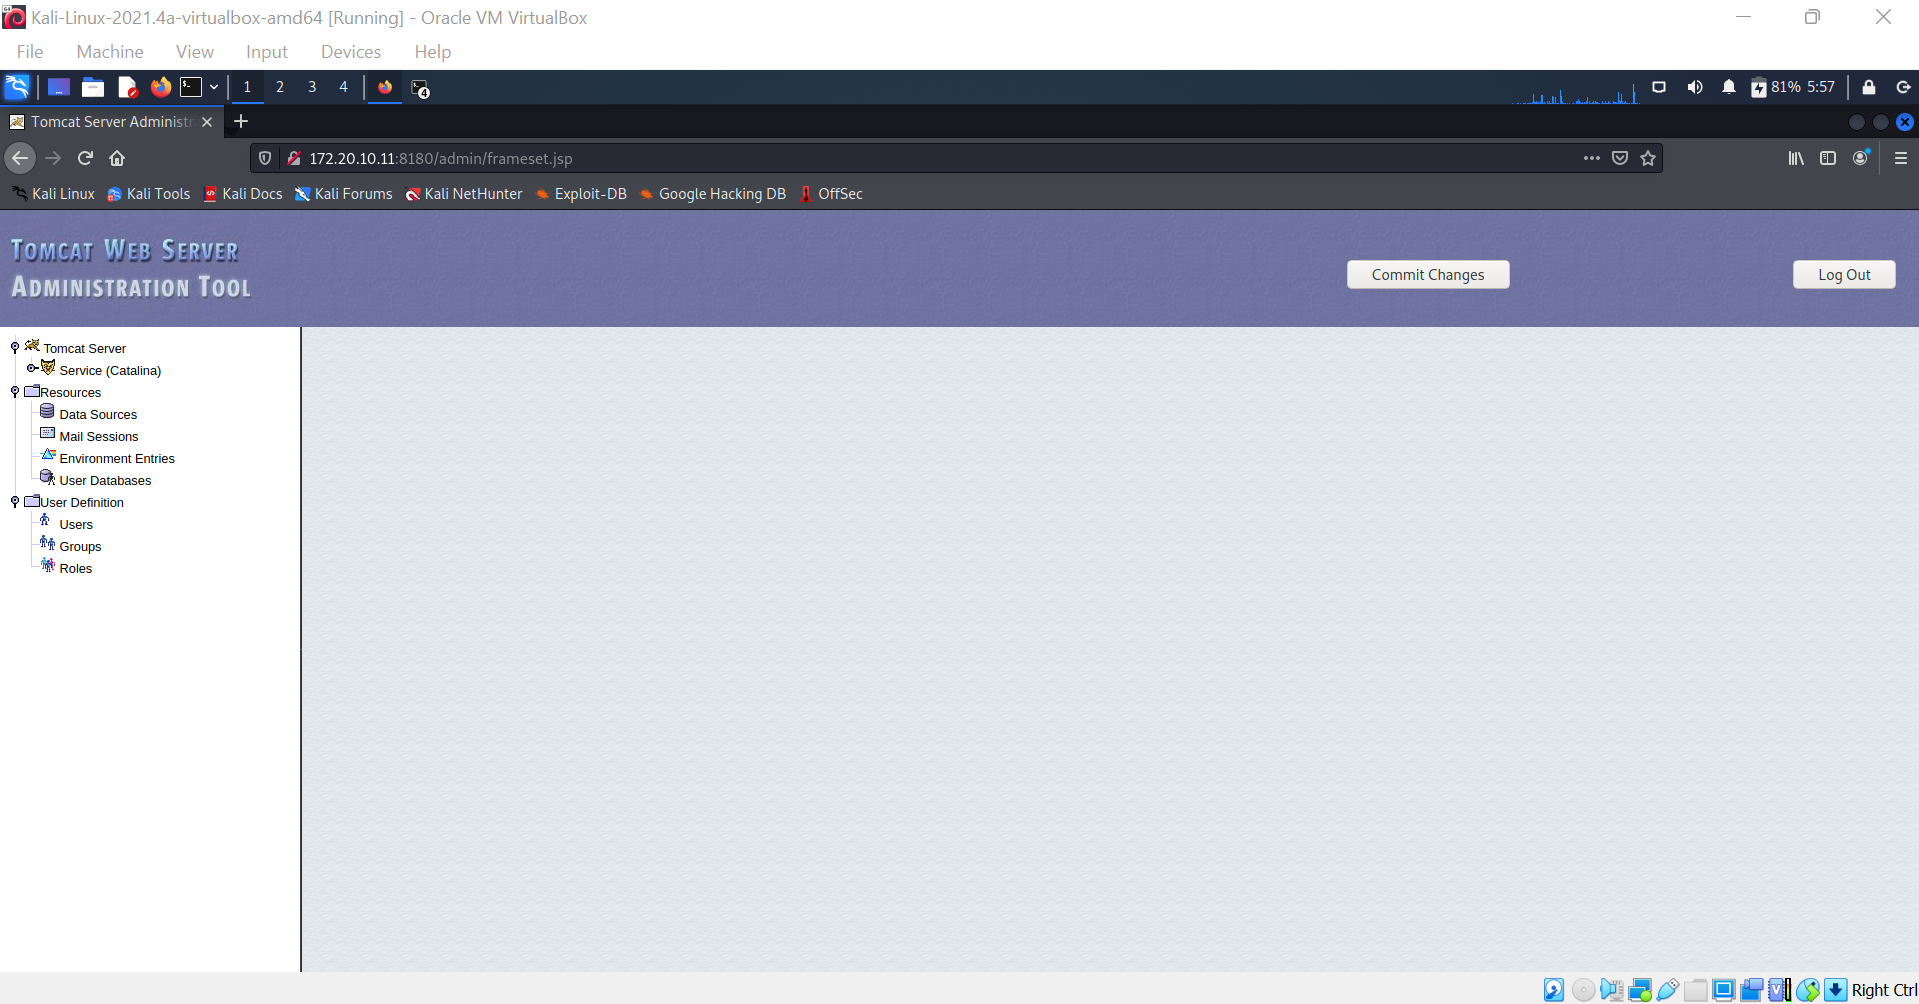 Kali-Linux-2021.4a-virtualbox-amd64 [Running] - Oracle VM VirtualBox
File Machine View Input Devices Help
1 2 3 4 4 81% 5:57
Tomcat Server Administr
172.20.10.11:8180/admin/frameset.jsp
Kali Linux Kali Tools Kali Docs Kali Forums Kali NetHunter Exploit-DB Google Hacking DB OffSec
TOMCAT WEB SERVER
ADMINISTRATION TOOL
Commit Changes Log Out
Tomcat Server
Service (Catalina)
Resources
Data Sources
Mail Sessions
Environment Entries
User Databases
User Definition
Users
Groups
Roles
Right Ctrl